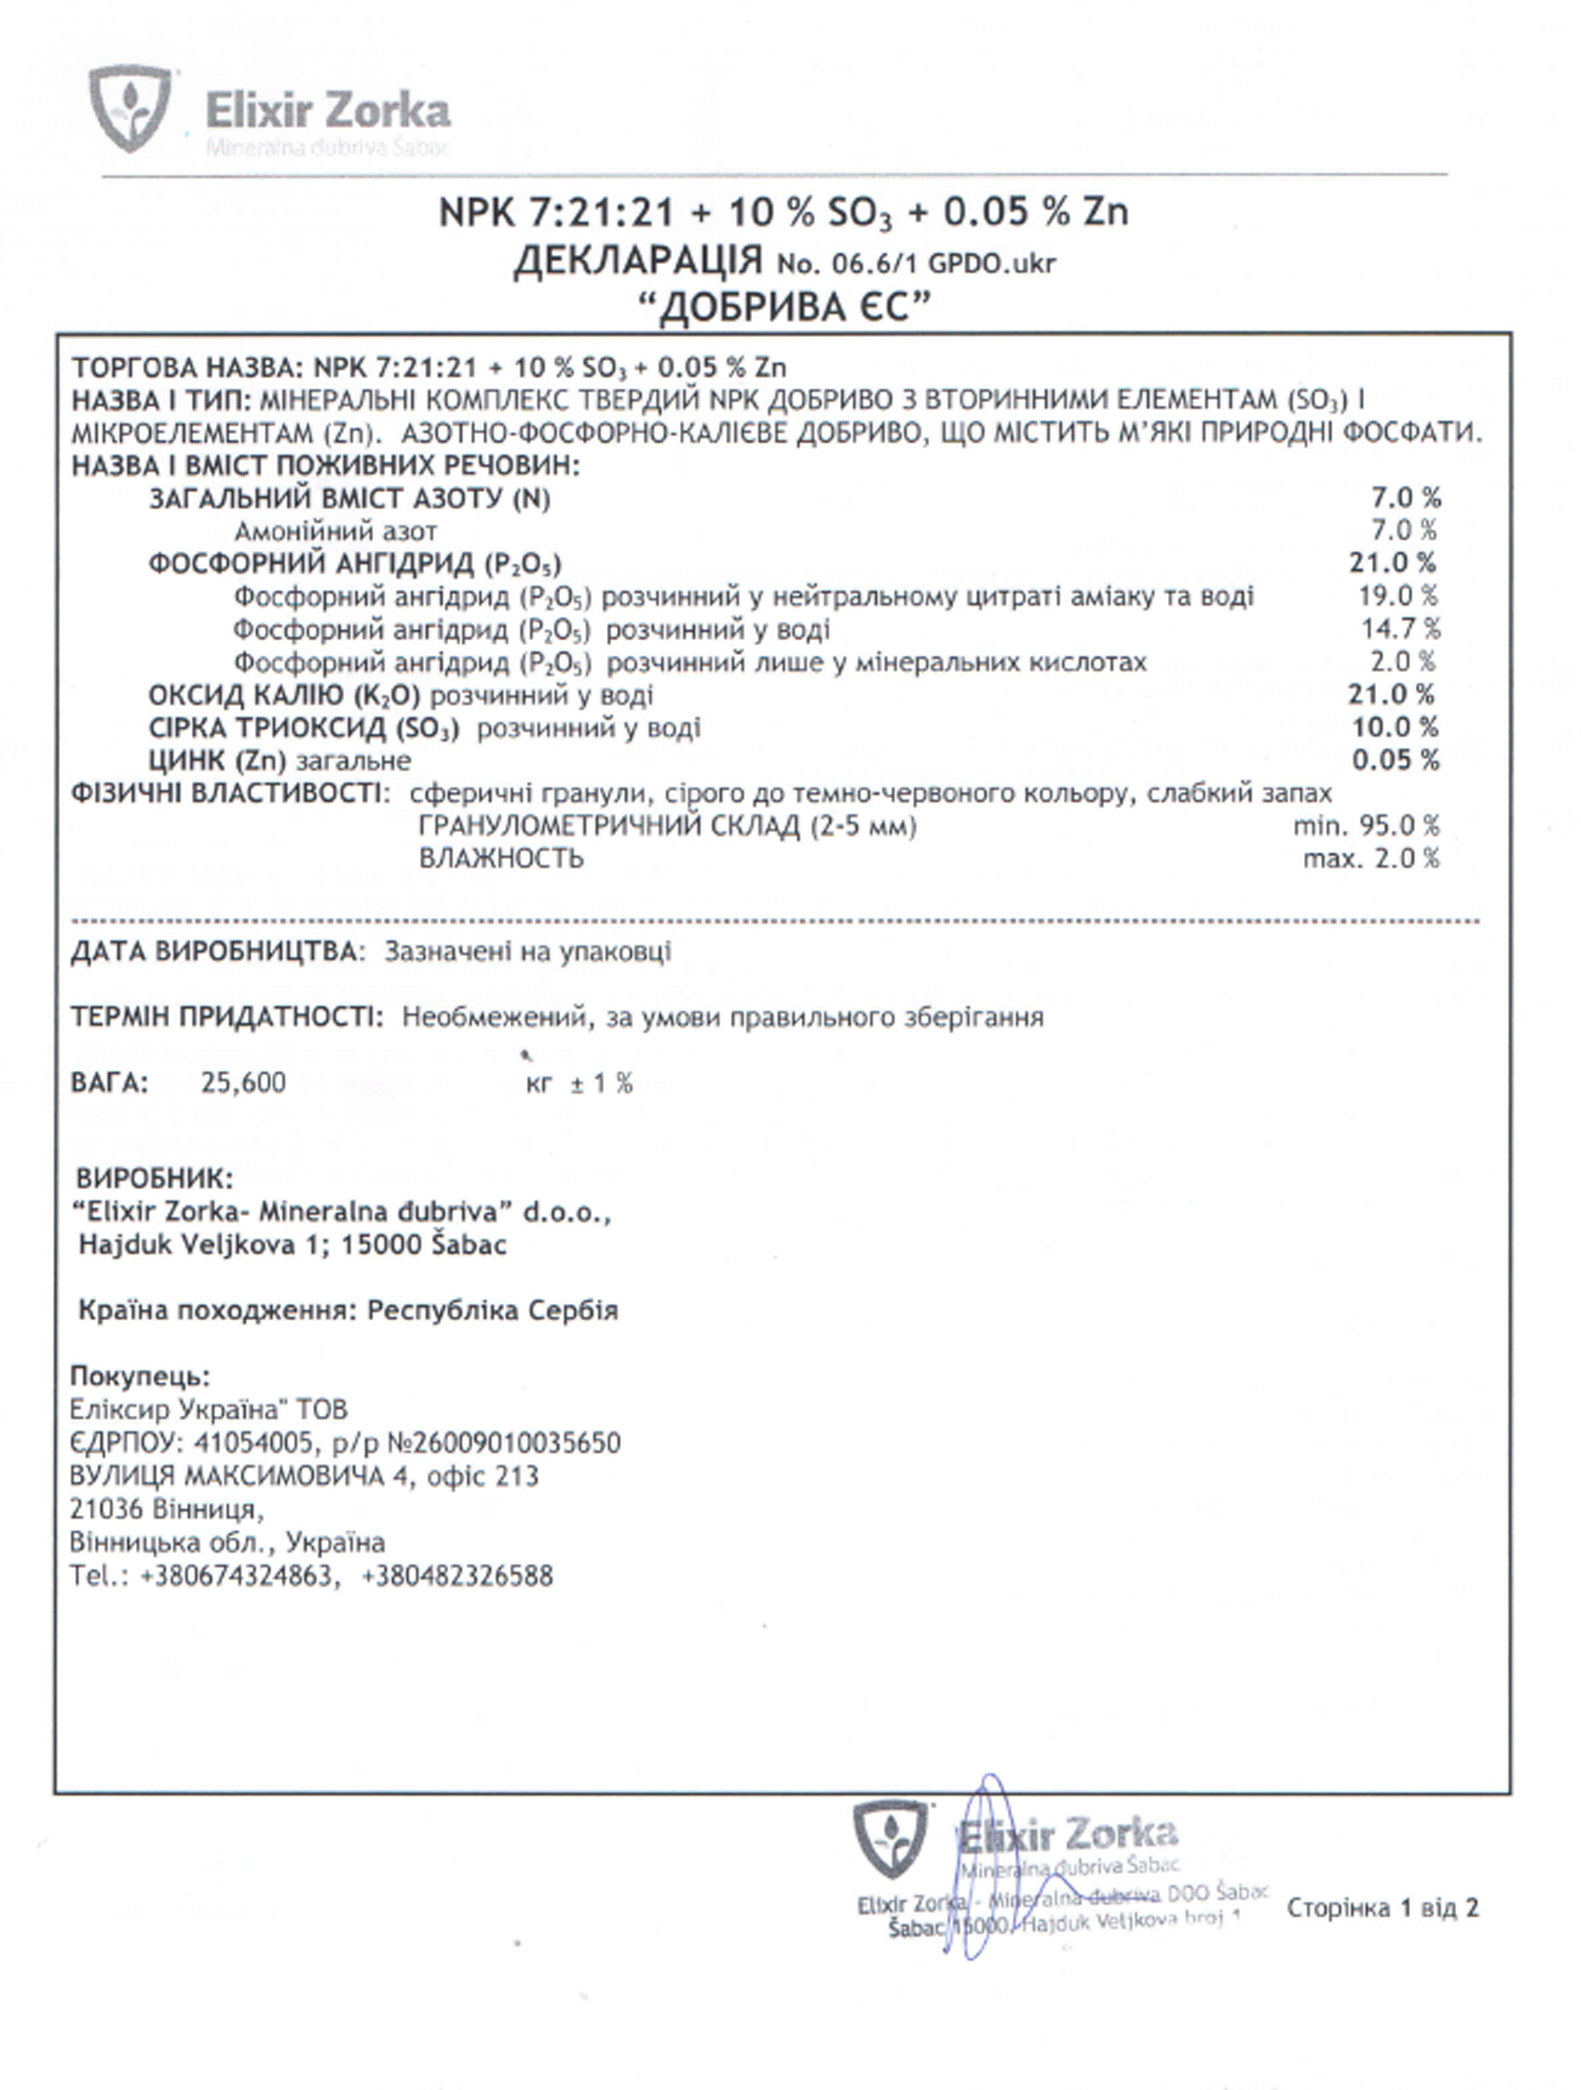 Elixir Zorka
Mineralna đubriva Šabac
NPK 7:21:21 + 10 % SO₃ + 0.05 % Zn
ДЕКЛАРАЦІЯ No. 06.6/1 GPDO.ukr
“ДОБРИВА ЄС”
ТОРГОВА НАЗВА: NPK 7:21:21 + 10 % SO₃ + 0.05 % Zn
НАЗВА І ТИП: МІНЕРАЛЬНІ КОМПЛЕКС ТВЕРДИЙ NPK ДОБРИВО З ВТОРИННИМИ ЕЛЕМЕНТАМ (SO₃) І
МІКРОЕЛЕМЕНТАМ (Zn). АЗОТНО-ФОСФОРНО-КАЛІЄВЕ ДОБРИВО, ЩО МІСТИТЬ М’ЯКІ ПРИРОДНІ ФОСФАТИ.
НАЗВА І ВМІСТ ПОЖИВНИХ РЕЧОВИН:
ЗАГАЛЬНИЙ ВМІСТ АЗОТУ (N) 7.0 %
Амонійний азот 7.0 %
ФОСФОРНИЙ АНГІДРИД (P₂O₅) 21.0 %
Фосфорний ангідрид (P₂O₅) розчинний у нейтральному цитраті аміаку та воді 19.0 %
Фосфорний ангідрид (P₂O₅) розчинний у воді 14.7 %
Фосфорний ангідрид (P₂O₅) розчинний лише у мінеральних кислотах 2.0 %
ОКСИД КАЛІЮ (K₂O) розчинний у воді 21.0 %
СІРКА ТРИОКСИД (SO₃) розчинний у воді 10.0 %
ЦИНК (Zn) загальне 0.05 %
ФІЗИЧНІ ВЛАСТИВОСТІ: сферичні гранули, сірого до темно-червоного кольору, слабкий запах
ГРАНУЛОМЕТРИЧНИЙ СКЛАД (2-5 мм) min. 95.0 %
ВЛАЖНОСТЬ max. 2.0 %
ДАТА ВИРОБНИЦТВА: Зазначені на упаковці
ТЕРМІН ПРИДАТНОСТІ: Необмежений, за умови правильного зберігання
ВАГА: 25,600 кг ± 1 %
ВИРОБНИК:
“Elixir Zorka- Mineralna đubriva” d.o.o.,
Hajduk Veljkova 1; 15000 Šabac
Країна походження: Республіка Сербія
Покупець:
Еліксир Україна" ТОВ
ЄДРПОУ: 41054005, р/р №26009010035650
ВУЛИЦЯ МАКСИМОВИЧА 4, офіс 213
21036 Вінниця,
Вінницька обл., Україна
Tel.: +380674324863, +380482326588
Elixir Zorka
Mineralna đubriva Šabac
Elixir Zorka - Mineralna đubriva DOO Šabac
Šabac 15000, Hajduk Veljkova broj 1
Сторінка 1 від 2